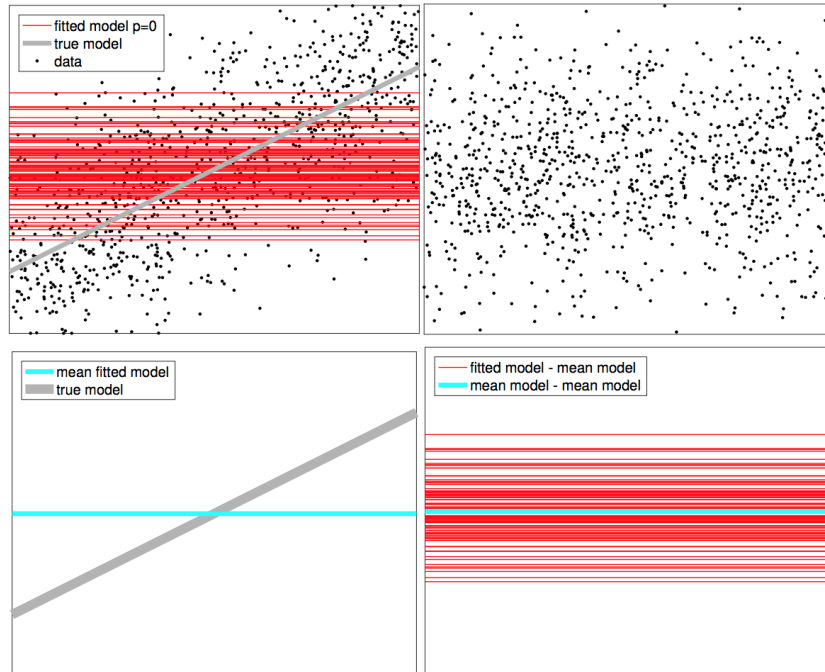 fitted model p=0
true model
data
mean fitted model
true model
fitted model - mean model
mean model - mean model